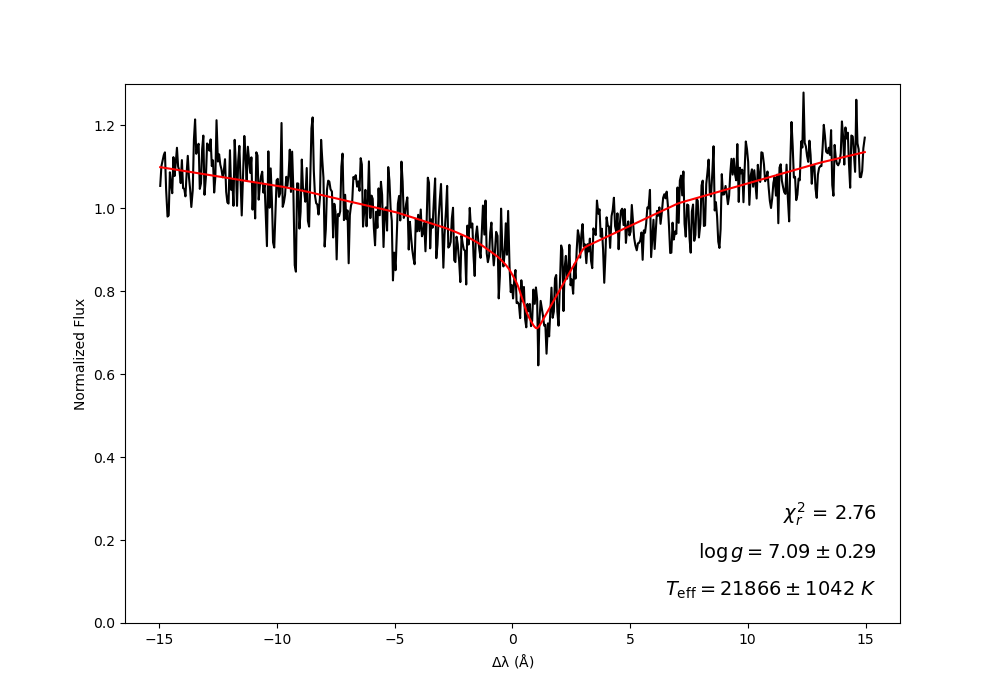 1.2
1.0
0.8
0.6
0.4
0.2
0.0
Normalized Flux
χ²ᵣ = 2.76
log g = 7.09 ± 0.29
T_eff = 21866 ± 1042 K
−15 −10 −5 0 5 10 15
Δλ (Å)